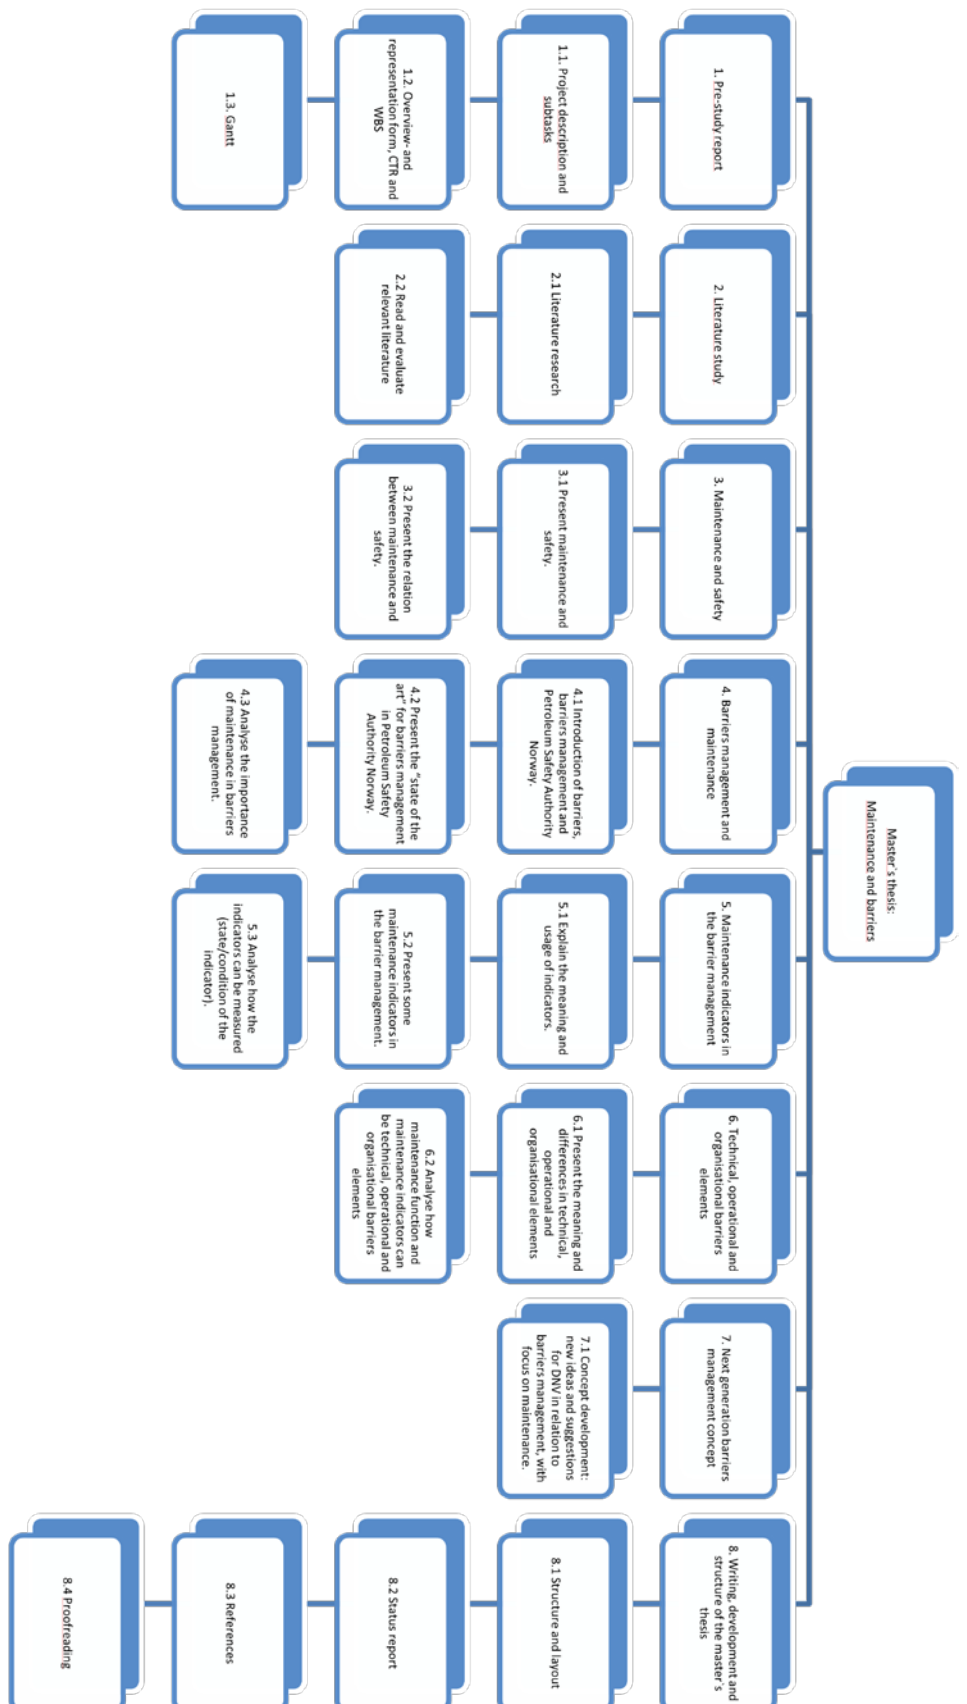 Master´s thesis:
Maintenance and barriers
1. Pre-study report
1.1. Project description and
subtasks
1.2. Overview- and
representation form, CTR and
WBS
1.3. Gantt
2. Literature study
2.1 Literature research
2.2 Read and evaluate
relevant literature
3. Maintenance and safety
3.1 Present maintenance and
safety.
3.2 Present the relation
between maintenance and
safety.
4. Barriers management and
maintenance
4.1 Introduction of barriers,
barriers management and
Petroleum Safety Authority
Norway.
4.2 Present the “state of the
art” for barriers management
in Petroleum Safety
Authority Norway.
4.3 Analyse the importance
of maintenance in barriers
management.
5. Maintenance indicators in
the barrier management
5.1 Explain the meaning and
usage of indicators.
5.2 Present some
maintenance indicators in
the barrier management.
5.3 Analyse how the
indicators can be measured
(state/condition of the
indicator).
6. Technical, operational and
organisational barriers
elements
6.1 Present the meaning and
differences in technical,
operational and
organisational elements
6.2 Analyse how
maintenance function and
maintenance indicators can
be technical, operational and
organisational barriers
elements
7. Next generation barriers
management concept
7.1 Concept development:
new ideas and suggestions
for DNV in relation to
barriers management, with
focus on maintenance.
8. Writing, development and
structure of the master´s
thesis
8.1 Structure and layout
8.2 Status report
8.3 References
8.4 Proofreading